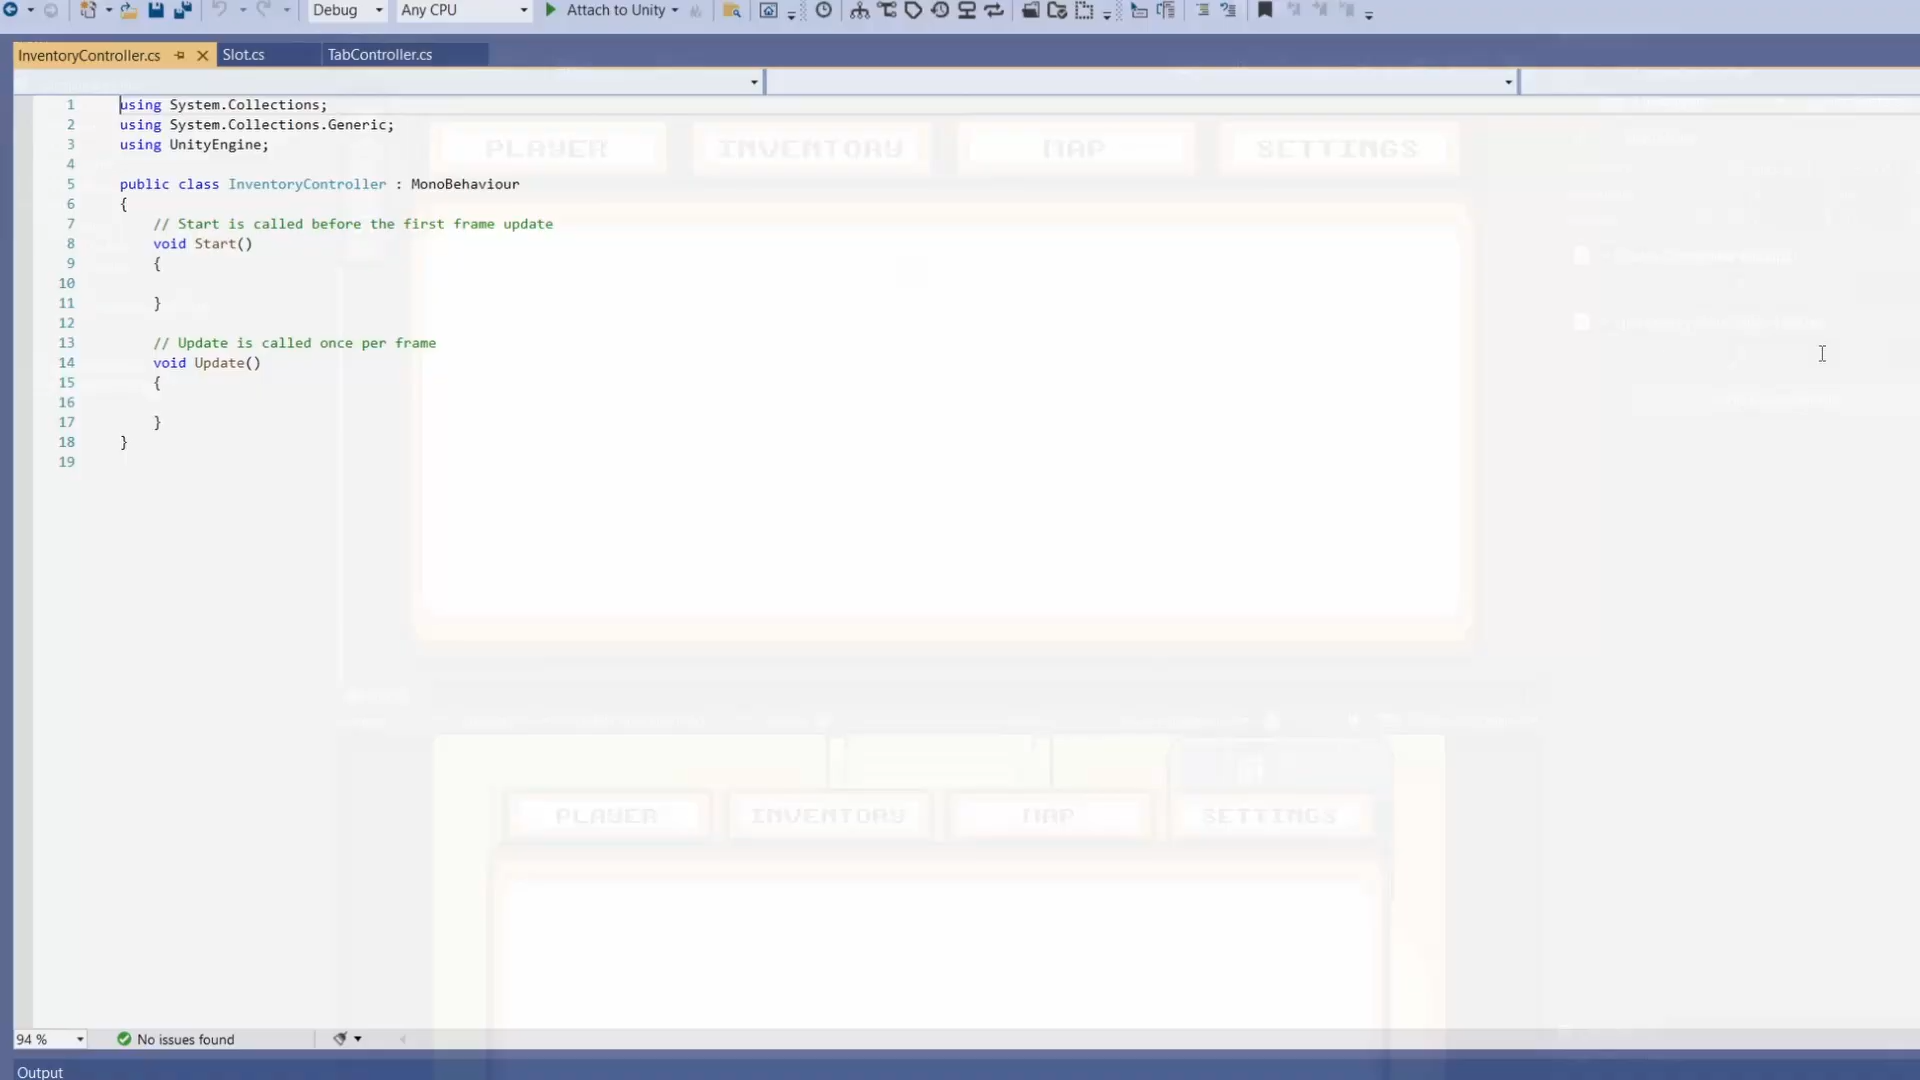 Debug Any CPU Attach to Unity
InventoryController.cs Slot.cs TabController.cs
1 using System.Collections;
2 using System.Collections.Generic;
3 using UnityEngine;
4
5 public class InventoryController : MonoBehaviour
6 {
7 // Start is called before the first frame update
8 void Start()
9 {
10
11 }
12
13 // Update is called once per frame
14 void Update()
15 {
16
17 }
18 }
19
PLAYER INVENTORY MAP SETTINGS
PLAYER INVENTORY MAP SETTINGS
94 % No issues found
Output